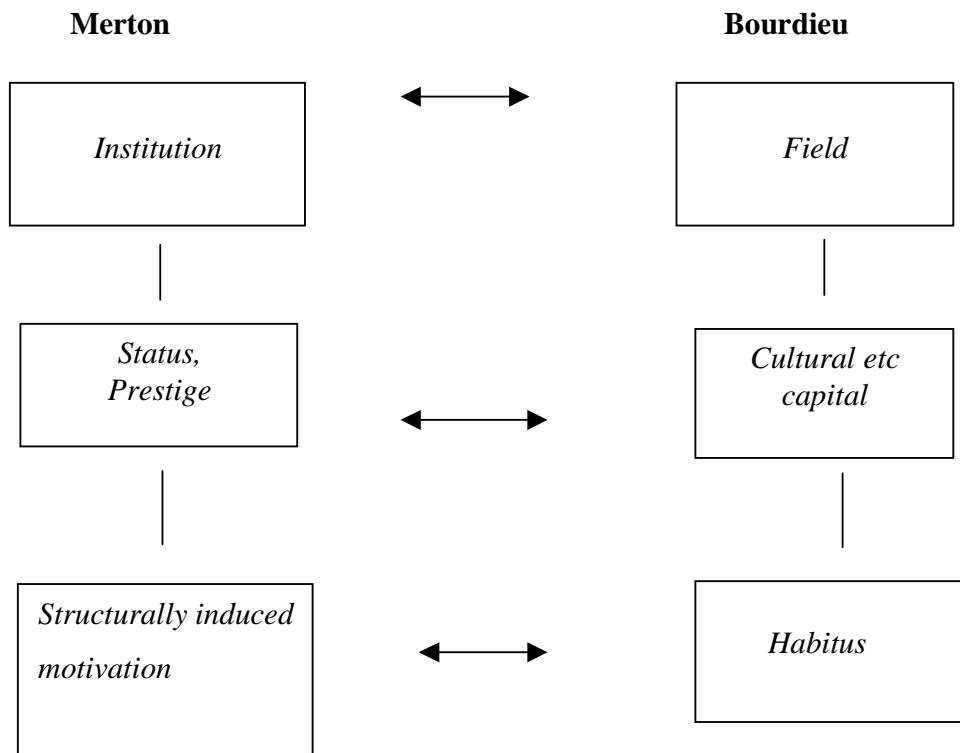 Merton
Bourdieu
Institution
Field
Status,
Prestige
Cultural etc
capital
Structurally induced
motivation
Habitus